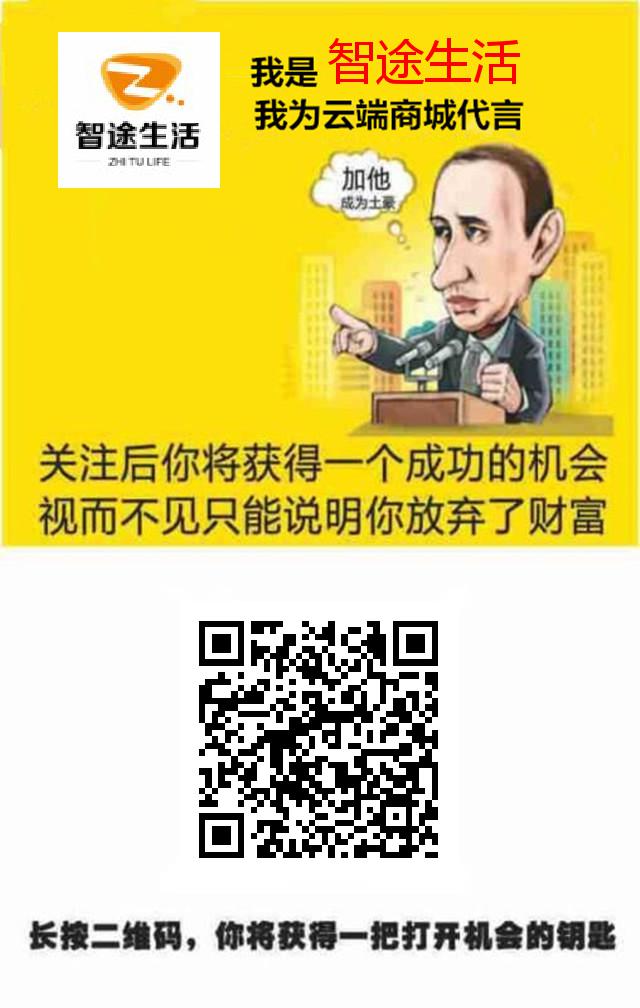 智途生活
ZHI TU LIFE
我是 智途生活
我为云端商城代言
加他
成为土豪
关注后你将获得一个成功的机会
视而不见只能说明你放弃了财富
长按二维码，你将获得一把打开机会的钥匙